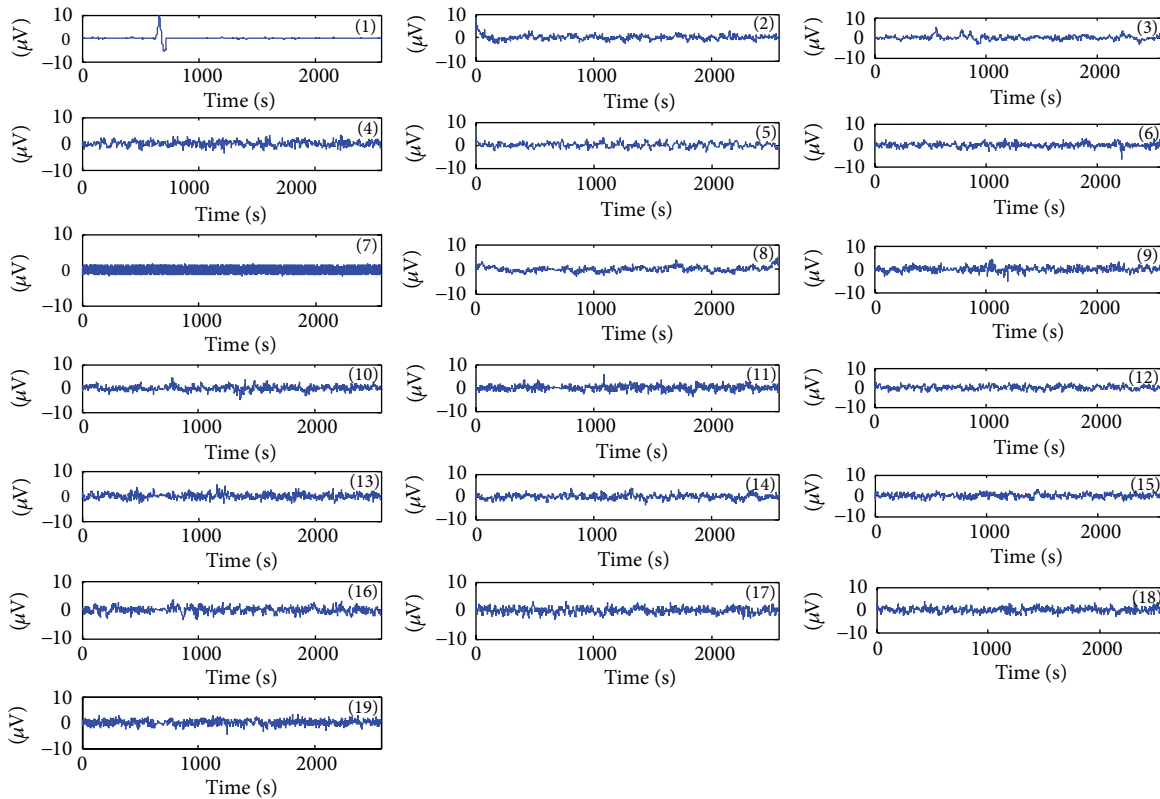 10 (1)
(μV) 0
−10
0 1000 2000
Time (s)
10 (2)
(μV) 0
−10
0 1000 2000
Time (s)
10 (3)
(μV) 0
−10
0 1000 2000
Time (s)
10 (4)
(μV) 0
−10
0 1000 2000
Time (s)
10 (5)
(μV) 0
−10
0 1000 2000
Time (s)
10 (6)
(μV) 0
−10
0 1000 2000
Time (s)
10 (7)
(μV) 0
−10
0 1000 2000
Time (s)
10 (8)
(μV) 0
−10
0 1000 2000
Time (s)
10 (9)
(μV) 0
−10
0 1000 2000
Time (s)
10 (10)
(μV) 0
−10
0 1000 2000
Time (s)
10 (11)
(μV) 0
−10
0 1000 2000
Time (s)
10 (12)
(μV) 0
−10
0 1000 2000
Time (s)
10 (13)
(μV) 0
−10
0 1000 2000
Time (s)
10 (14)
(μV) 0
−10
0 1000 2000
Time (s)
10 (15)
(μV) 0
−10
0 1000 2000
Time (s)
10 (16)
(μV) 0
−10
0 1000 2000
Time (s)
10 (17)
(μV) 0
−10
0 1000 2000
Time (s)
10 (18)
(μV) 0
−10
0 1000 2000
Time (s)
10 (19)
(μV) 0
−10
0 1000 2000
Time (s)